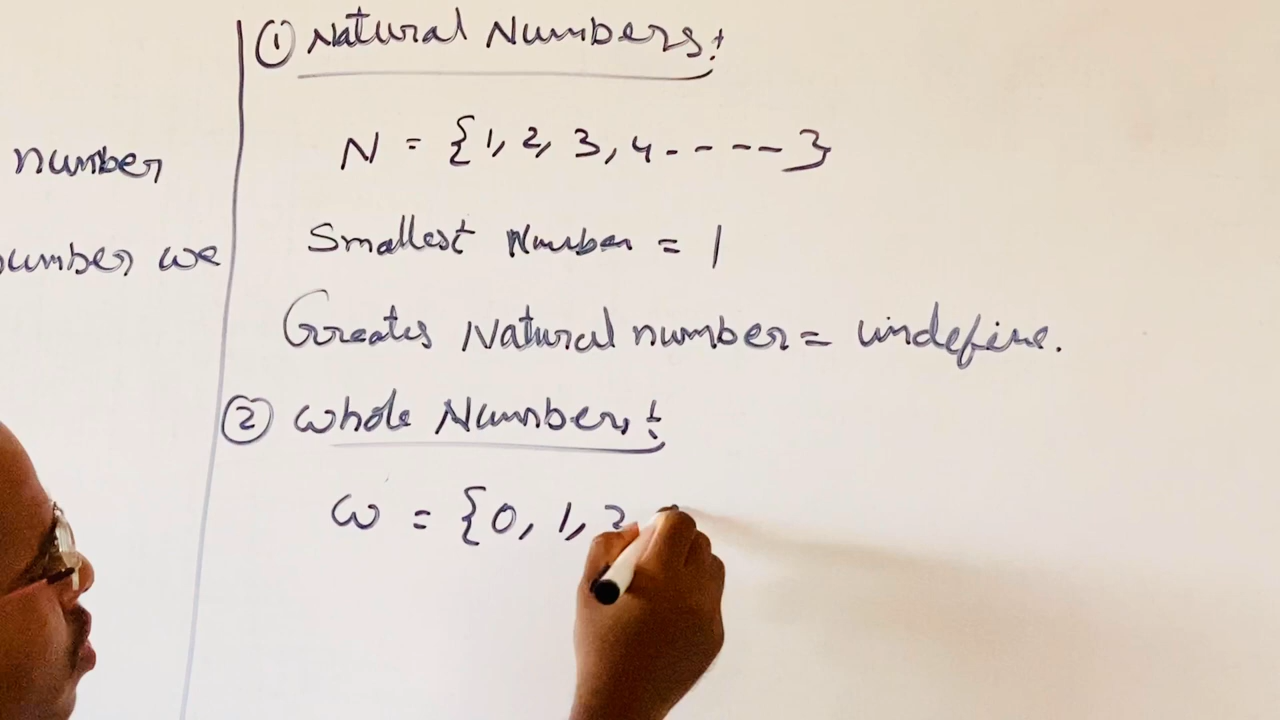 number
number we
① Natural Numbers:
N = {1, 2, 3, 4 - - - - - }
Smallest Number = 1
Greates Natural number = undefine.
② Whole Numbers:
W = {0, 1, 2